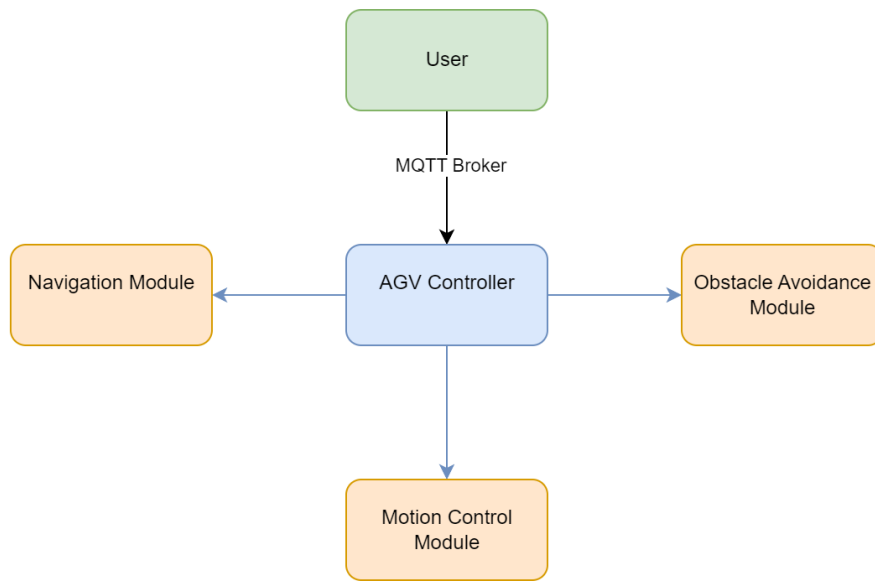 User
MQTT Broker
Navigation Module
AGV Controller
Obstacle Avoidance
Module
Motion Control
Module